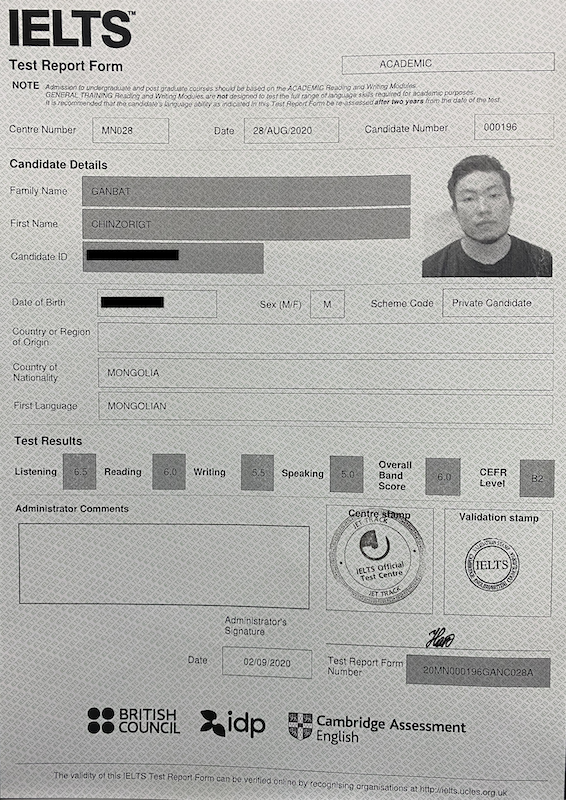 IELTS™
Test Report Form
ACADEMIC
NOTE Admission to undergraduate and post graduate courses should be based on the ACADEMIC Reading and Writing Modules.
GENERAL TRAINING Reading and Writing Modules are not designed to test the full range of language skills required for academic purposes.
It is recommended that the candidate's language ability as indicated in this Test Report Form be re-assessed after two years from the date of the test.
Centre Number MN028 Date 28/AUG/2020 Candidate Number 000196
Candidate Details
Family Name GANBAT
First Name CHINZORIGT
Candidate ID
Date of Birth Sex (M/F) M Scheme Code Private Candidate
Country or Region
of Origin
Country of
Nationality MONGOLIA
First Language MONGOLIAN
Test Results
Listening 6.5 Reading 6.0 Writing 5.5 Speaking 5.0 Overall Band Score 6.0 CEFR Level B2
Administrator Comments
Centre stamp
JET TRACK
IELTS Official
Test Centre
JET TRACK
Validation stamp
IELTS
Administrator's
Signature
Date 02/09/2020
Test Report Form
Number 20MN000196GANC028A
BRITISH
COUNCIL
idp
Cambridge Assessment
English
The validity of this IELTS Test Report Form can be verified online by recognising organisations at http://ielts.ucles.org.uk